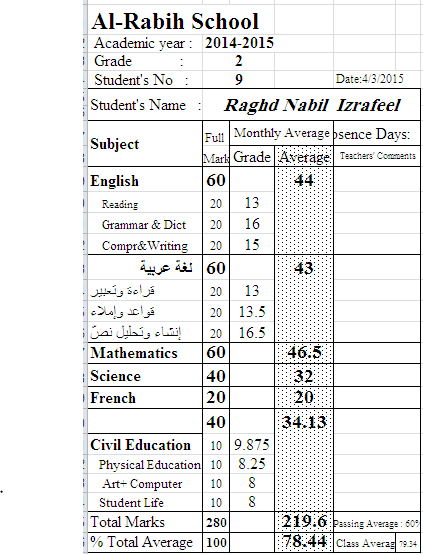 Al-Rabih School
Academic year : 2014-2015
Grade : 2
Student's No : 9 Date:4/3/2015
Student's Name : Raghd Nabil Izrafeel
Subject Full Mark Monthly Average bsence Days:
Grade Average Teachers' Comments
English 60 44
Reading 20 13
Grammar & Dict 20 16
Compr&Writing 20 15
لغة عربية 60 43
قراءة وتعبير 20 13
قواعد وإملاء 20 13.5
إنشاء وتحليل نصّ 20 16.5
Mathematics 60 46.5
Science 40 32
French 20 20
40 34.13
Civil Education 10 9.875
Physical Education 10 8.25
Art+ Computer 10 8
Student Life 10 8
Total Marks 280 219.6 Passing Average : 60%
% Total Average 100 78.44 Class Averag 79.34